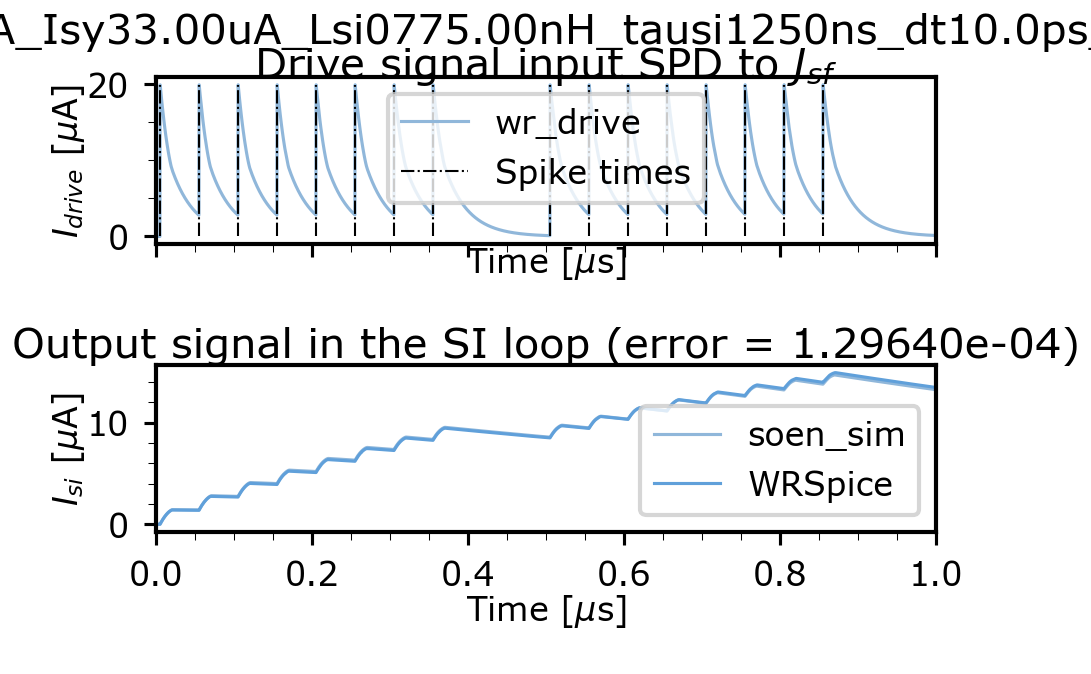 A_Isy33.00uA_Lsi0775.00nH_tausi1250ns_dt10.0ps_
Drive signal input SPD to J_sf
20
0
I_drive [μA]
wr_drive
Spike times
Time [μs]
Output signal in the SI loop (error = 1.29640e-04)
10
0
I_si [μA]
soen_sim
WRSpice
0.0 0.2 0.4 0.6 0.8 1.0
Time [μs]